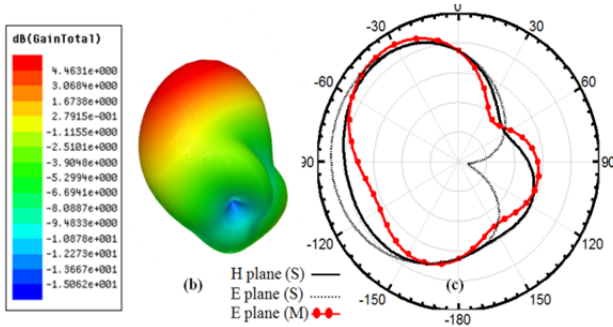 dB(GainTotal)
4.4631e+000
3.0684e+000
1.6738e+000
2.7915e-001
-1.1155e+000
-2.5101e+000
-3.9048e+000
-5.2994e+000
-6.6941e+000
-8.0887e+000
-9.4833e+000
-1.0878e+001
-1.2273e+001
-1.3667e+001
-1.5062e+001
(b)
0
-30
30
-60
60
90
90
-120
120
-150
150
-180
H plane (S)
E plane (S)
E plane (M)
(c)